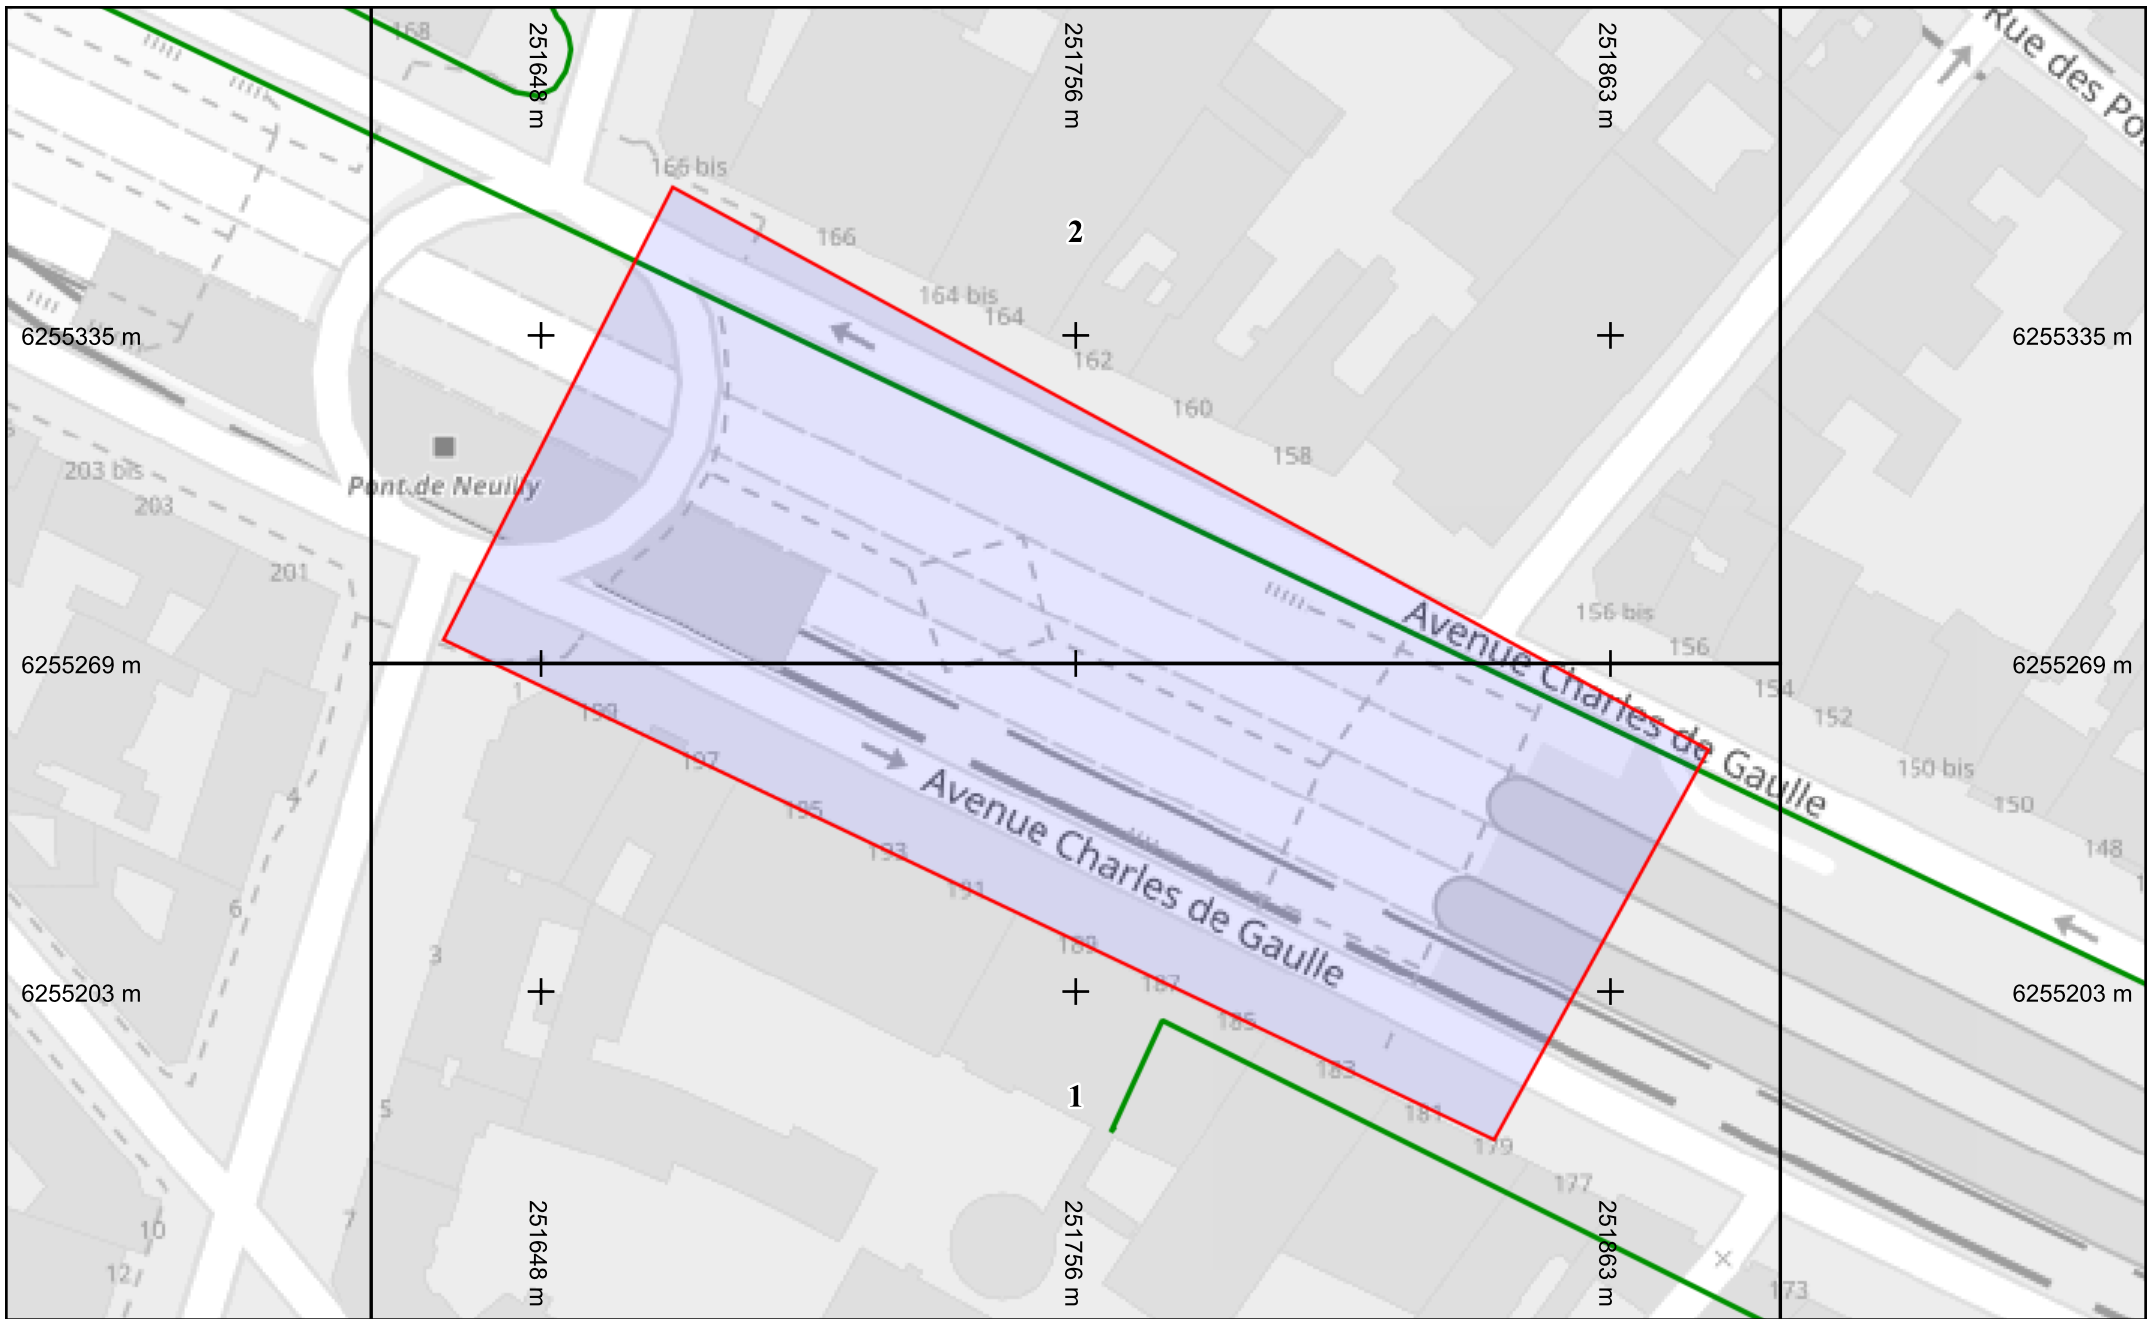 168
251648 m
251756 m
251863 m
Rue des Po
166 bis
2
166
164 bis
164
6255335 m
6255335 m
162
160
158
203 bis
Pont de Neuilly
203
201
Avenue Charles de Gaulle
156 bis
156
6255269 m
6255269 m
1
199
154
152
197
150 bis
4
195
150
Avenue Charles de Gaulle
193
148
191
6
189
3
187
6255203 m
6255203 m
185
183
1
5
181
179
177
7
10
251648 m
251756 m
251863 m
12
173